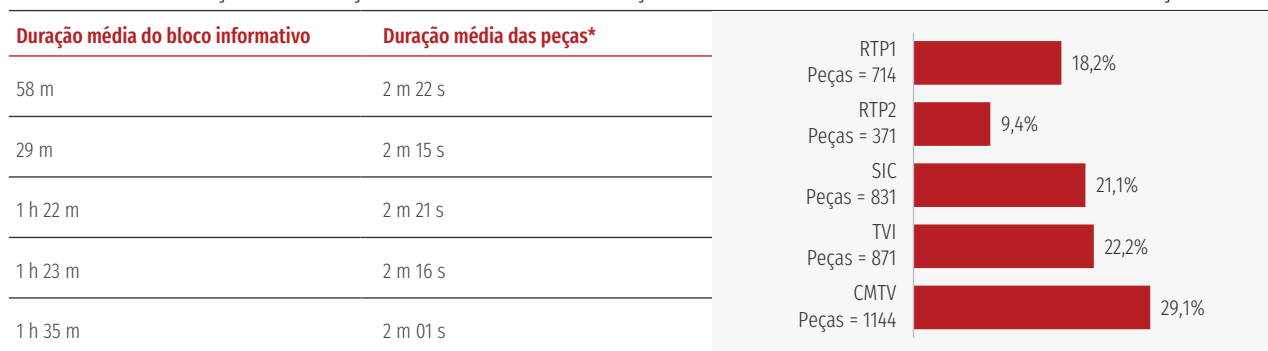 Duração média do bloco informativo Duração média das peças*
58 m 2 m 22 s
29 m 2 m 15 s
1 h 22 m 2 m 21 s
1 h 23 m 2 m 16 s
1 h 35 m 2 m 01 s
RTP1
Peças = 714
18,2%
RTP2
Peças = 371
9,4%
SIC
Peças = 831
21,1%
TVI
Peças = 871
22,2%
CMTV
Peças = 1144
29,1%